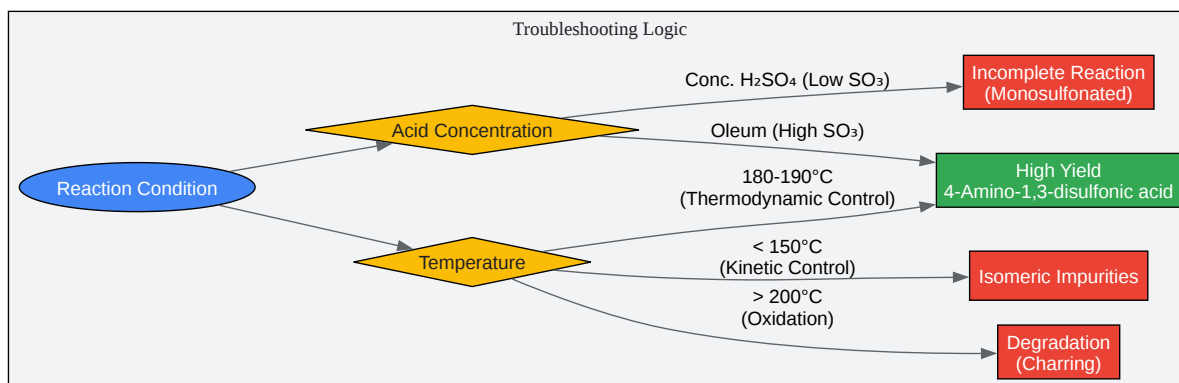 Troubleshooting Logic
Conc. H₂SO₄ (Low SO₃)
Incomplete Reaction
(Monosulfonated)
Acid Concentration
Oleum (High SO₃)
High Yield
4-Amino-1,3-disulfonic acid
Reaction Condition
180-190°C
(Thermodynamic Control)
Temperature
< 150°C
(Kinetic Control)
Isomeric Impurities
> 200°C
(Oxidation)
Degradation
(Charring)